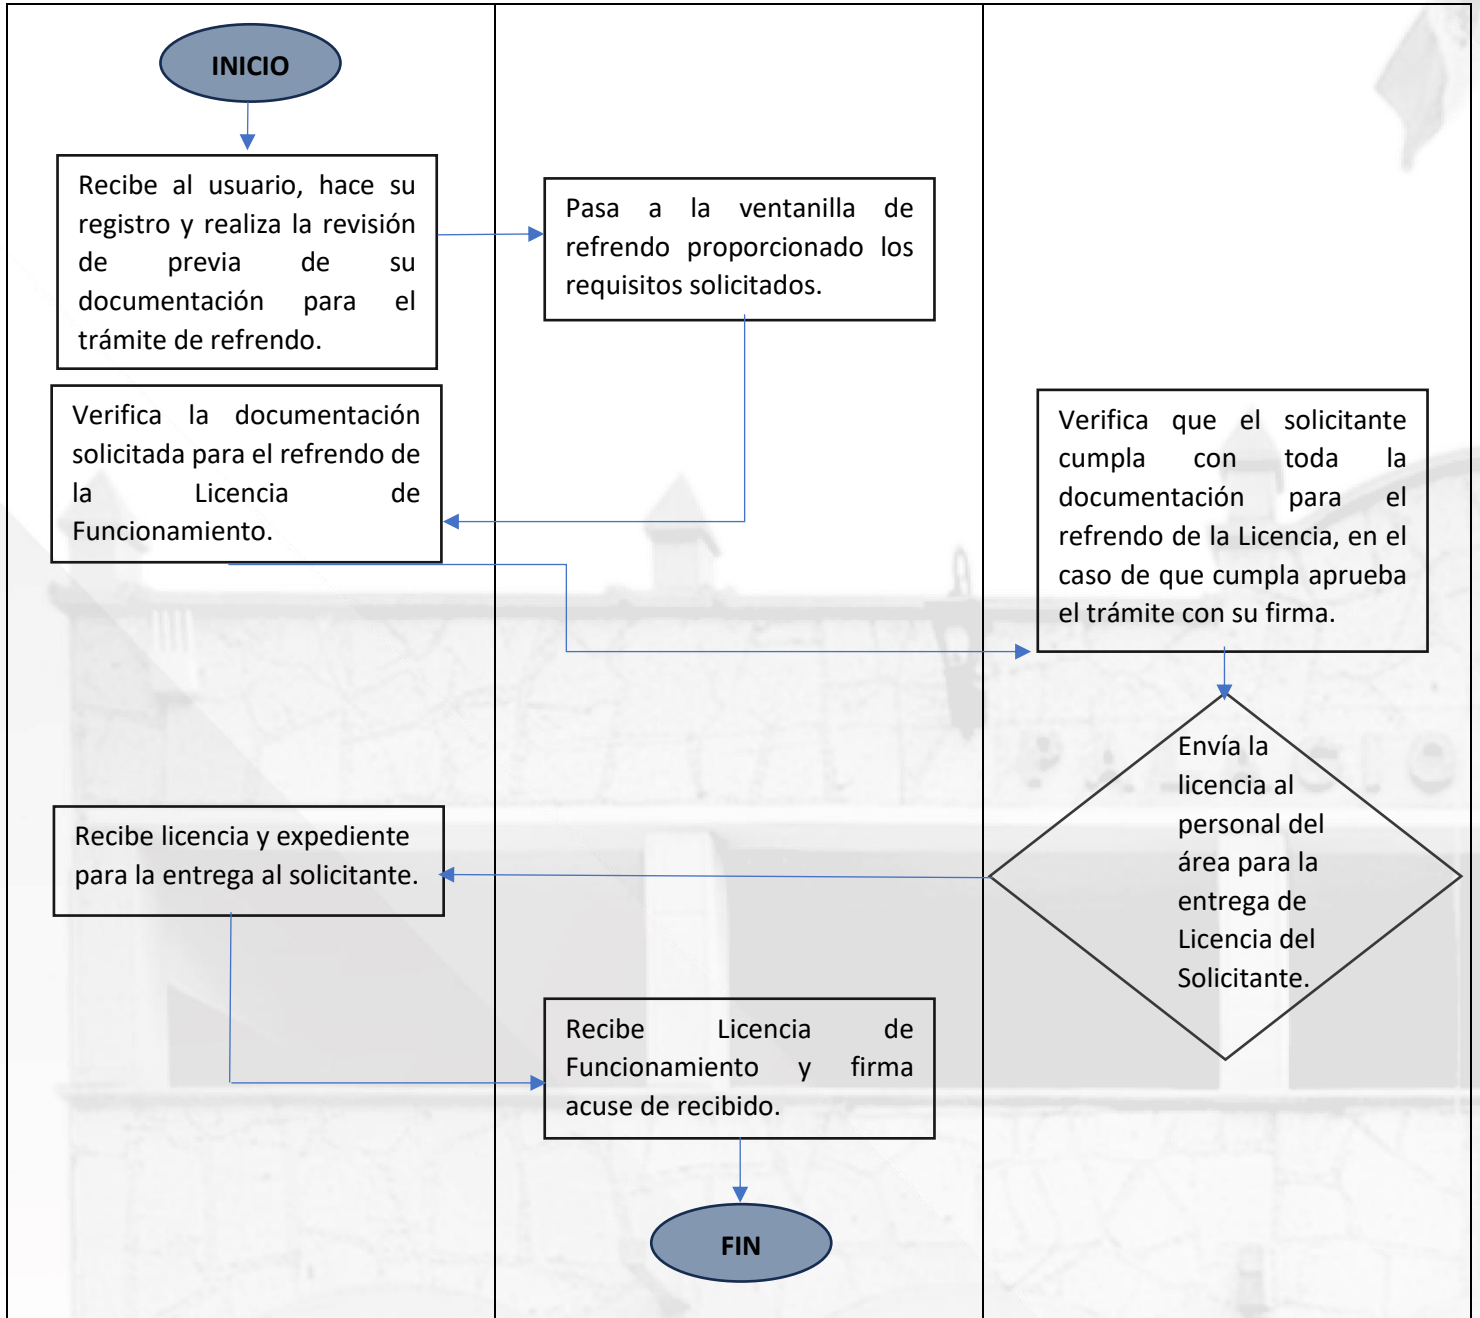 INICIO
Recibe al usuario, hace su
registro y realiza la revisión
de previa de su
documentación para el
trámite de refrendo.
Pasa a la ventanilla de
refrendo proporcionado los
requisitos solicitados.
Verifica la documentación
solicitada para el refrendo de
la Licencia de
Funcionamiento.
Verifica que el solicitante
cumpla con toda la
documentación para el
refrendo de la Licencia, en el
caso de que cumpla aprueba
el trámite con su firma.
Envía la
licencia al
personal del
área para la
entrega de
Licencia del
Solicitante.
PALACIO
Recibe licencia y expediente
para la entrega al solicitante.
Recibe Licencia de
Funcionamiento y firma
acuse de recibido.
FIN